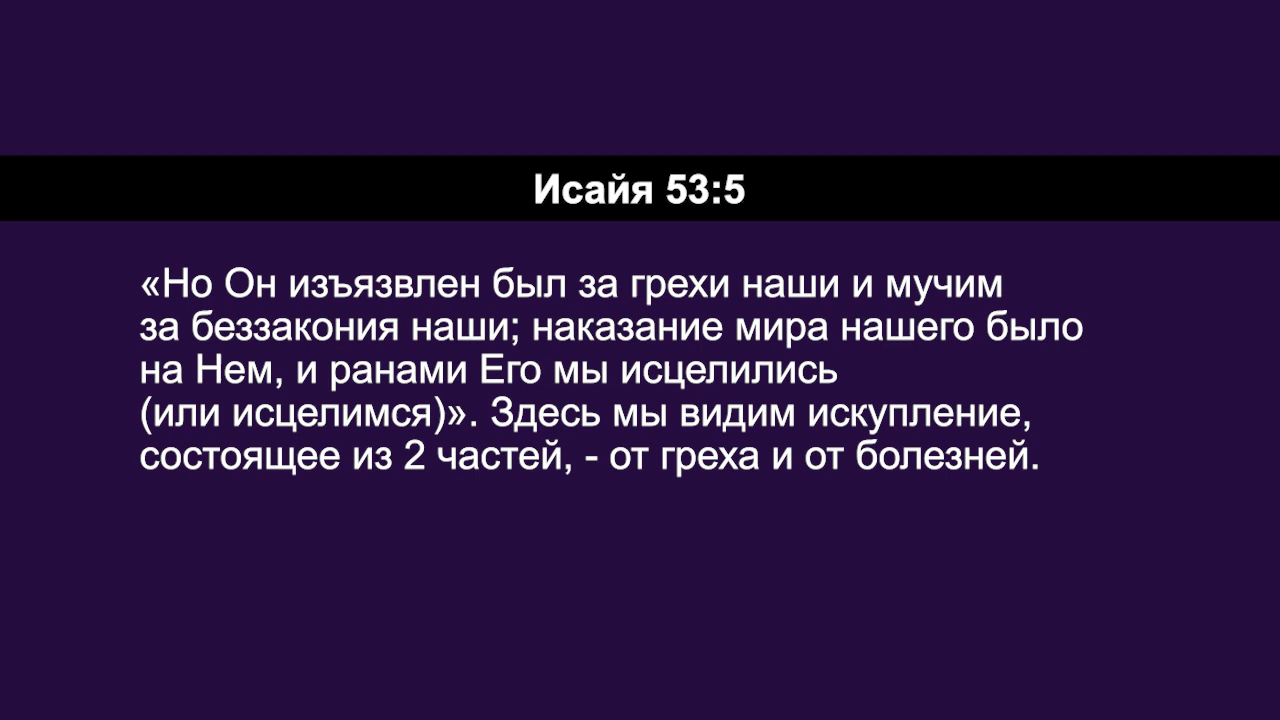 Исайя 53:5
«Но Он изъязвлен был за грехи наши и мучим
за беззакония наши; наказание мира нашего было
на Нем, и ранами Его мы исцелились
(или исцелимся)». Здесь мы видим искупление,
состоящее из 2 частей, - от греха и от болезней.